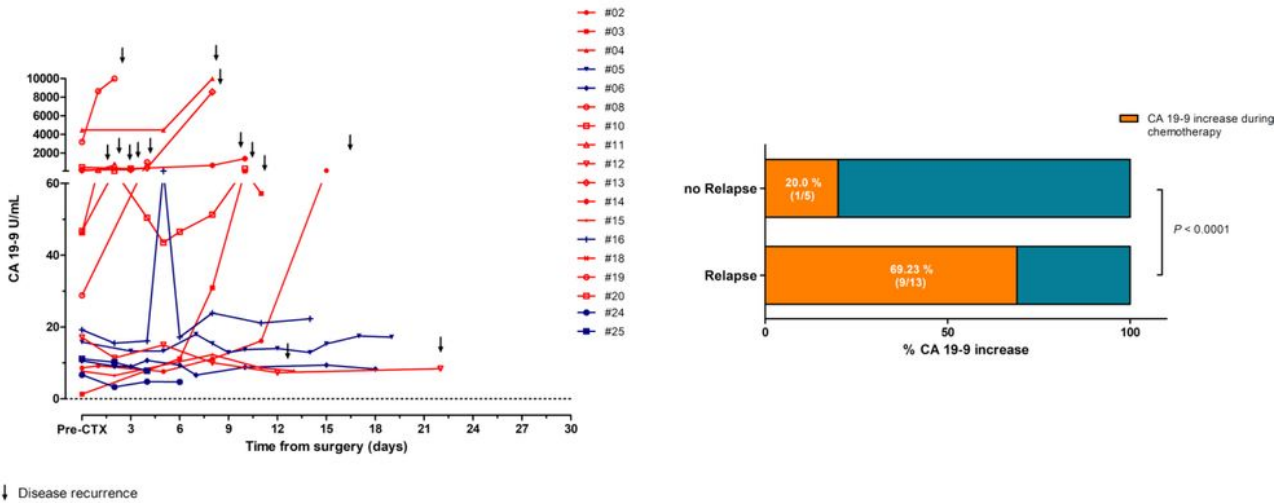 #02
#03
#04
#05
#06
#08
#10
#11
#12
#13
#14
#15
#16
#18
#19
#20
#24
#25
10000
8000
6000
4000
2000
60
40
20
0
CA 19-9 U/mL
Pre-CTX 3 6 9 12 15 18 21 24 27 30
Time from surgery (days)
↓ Disease recurrence
CA 19-9 increase during
chemotherapy
no Relapse
20.0 %
(1/5)
P < 0.0001
Relapse
69.23 %
(9/13)
0 50 100
% CA 19-9 increase